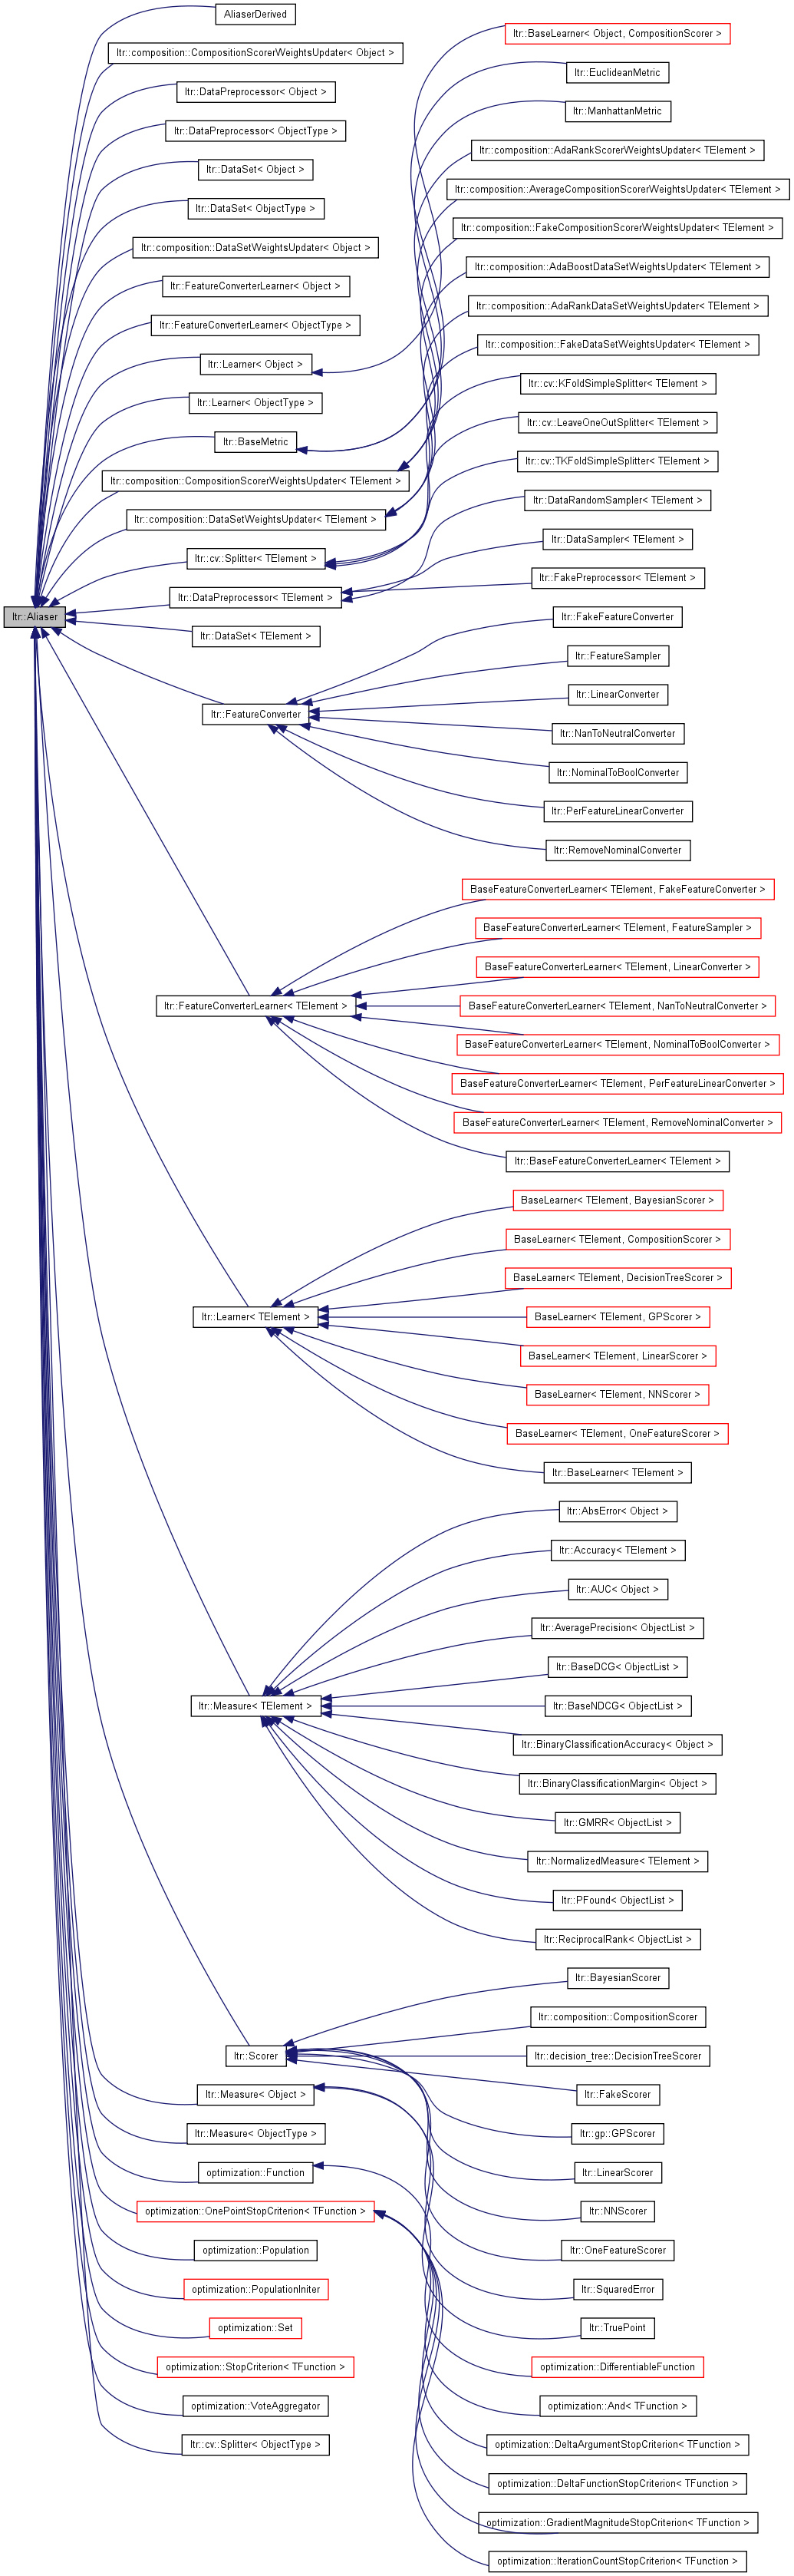 AliaserDerived
ltr::composition::CompositionScorerWeightsUpdater< Object >
ltr::DataPreprocessor< Object >
ltr::DataPreprocessor< ObjectType >
ltr::DataSet< Object >
ltr::DataSet< ObjectType >
ltr::composition::DataSetWeightsUpdater< Object >
ltr::FeatureConverterLearner< Object >
ltr::FeatureConverterLearner< ObjectType >
ltr::Learner< Object >
ltr::Learner< ObjectType >
ltr::BaseMetric
ltr::composition::CompositionScorerWeightsUpdater< TElement >
ltr::composition::DataSetWeightsUpdater< TElement >
ltr::cv::Splitter< TElement >
ltr::DataPreprocessor< TElement >
ltr::Aliaser
ltr::DataSet< TElement >
ltr::FeatureConverter
ltr::FeatureConverterLearner< TElement >
ltr::Learner< TElement >
ltr::Measure< TElement >
ltr::Scorer
ltr::Measure< Object >
ltr::Measure< ObjectType >
optimization::Function
optimization::OnePointStopCriterion< TFunction >
optimization::Population
optimization::PopulationIniter
optimization::Set
optimization::StopCriterion< TFunction >
optimization::VoteAggregator
ltr::cv::Splitter< ObjectType >
ltr::BaseLearner< Object, CompositionScorer >
ltr::EuclideanMetric
ltr::ManhattanMetric
ltr::composition::AdaRankScorerWeightsUpdater< TElement >
ltr::composition::AverageCompositionScorerWeightsUpdater< TElement >
ltr::composition::FakeCompositionScorerWeightsUpdater< TElement >
ltr::composition::AdaBoostDataSetWeightsUpdater< TElement >
ltr::composition::AdaRankDataSetWeightsUpdater< TElement >
ltr::composition::FakeDataSetWeightsUpdater< TElement >
ltr::cv::KFoldSimpleSplitter< TElement >
ltr::cv::LeaveOneOutSplitter< TElement >
ltr::cv::TKFoldSimpleSplitter< TElement >
ltr::DataRandomSampler< TElement >
ltr::DataSampler< TElement >
ltr::FakePreprocessor< TElement >
ltr::FakeFeatureConverter
ltr::FeatureSampler
ltr::LinearConverter
ltr::NanToNeutralConverter
ltr::NominalToBoolConverter
ltr::PerFeatureLinearConverter
ltr::RemoveNominalConverter
BaseFeatureConverterLearner< TElement, FakeFeatureConverter >
BaseFeatureConverterLearner< TElement, FeatureSampler >
BaseFeatureConverterLearner< TElement, LinearConverter >
BaseFeatureConverterLearner< TElement, NanToNeutralConverter >
BaseFeatureConverterLearner< TElement, NominalToBoolConverter >
BaseFeatureConverterLearner< TElement, PerFeatureLinearConverter >
BaseFeatureConverterLearner< TElement, RemoveNominalConverter >
ltr::BaseFeatureConverterLearner< TElement >
BaseLearner< TElement, BayesianScorer >
BaseLearner< TElement, CompositionScorer >
BaseLearner< TElement, DecisionTreeScorer >
BaseLearner< TElement, GPScorer >
BaseLearner< TElement, LinearScorer >
BaseLearner< TElement, NNScorer >
BaseLearner< TElement, OneFeatureScorer >
ltr::BaseLearner< TElement >
ltr::AbsError< Object >
ltr::Accuracy< TElement >
ltr::AUC< Object >
ltr::AveragePrecision< ObjectList >
ltr::BaseDCG< ObjectList >
ltr::BaseNDCG< ObjectList >
ltr::BinaryClassificationAccuracy< Object >
ltr::BinaryClassificationMargin< Object >
ltr::GMRR< ObjectList >
ltr::NormalizedMeasure< TElement >
ltr::PFound< ObjectList >
ltr::ReciprocalRank< ObjectList >
ltr::BayesianScorer
ltr::composition::CompositionScorer
ltr::decision_tree::DecisionTreeScorer
ltr::FakeScorer
ltr::gp::GPScorer
ltr::LinearScorer
ltr::NNScorer
ltr::OneFeatureScorer
ltr::SquaredError
ltr::TruePoint
optimization::DifferentiableFunction
optimization::And< TFunction >
optimization::DeltaArgumentStopCriterion< TFunction >
optimization::DeltaFunctionStopCriterion< TFunction >
optimization::GradientMagnitudeStopCriterion< TFunction >
optimization::IterationCountStopCriterion< TFunction >